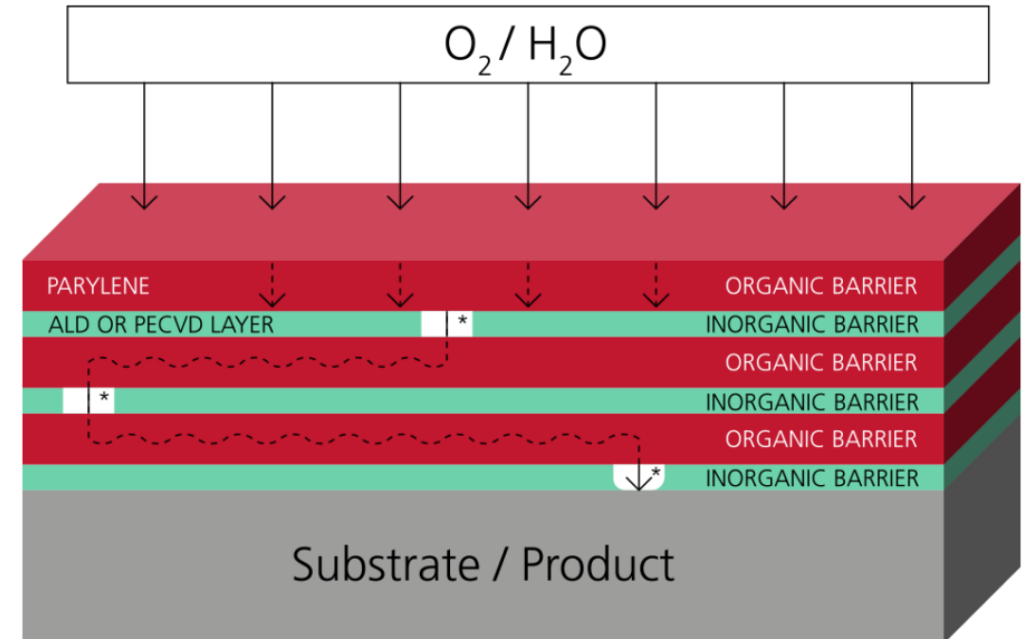 O₂ / H₂O
PARYLENE ORGANIC BARRIER
* 
ALD OR PECVD LAYER INORGANIC BARRIER
ORGANIC BARRIER
* INORGANIC BARRIER
ORGANIC BARRIER
* INORGANIC BARRIER
Substrate / Product